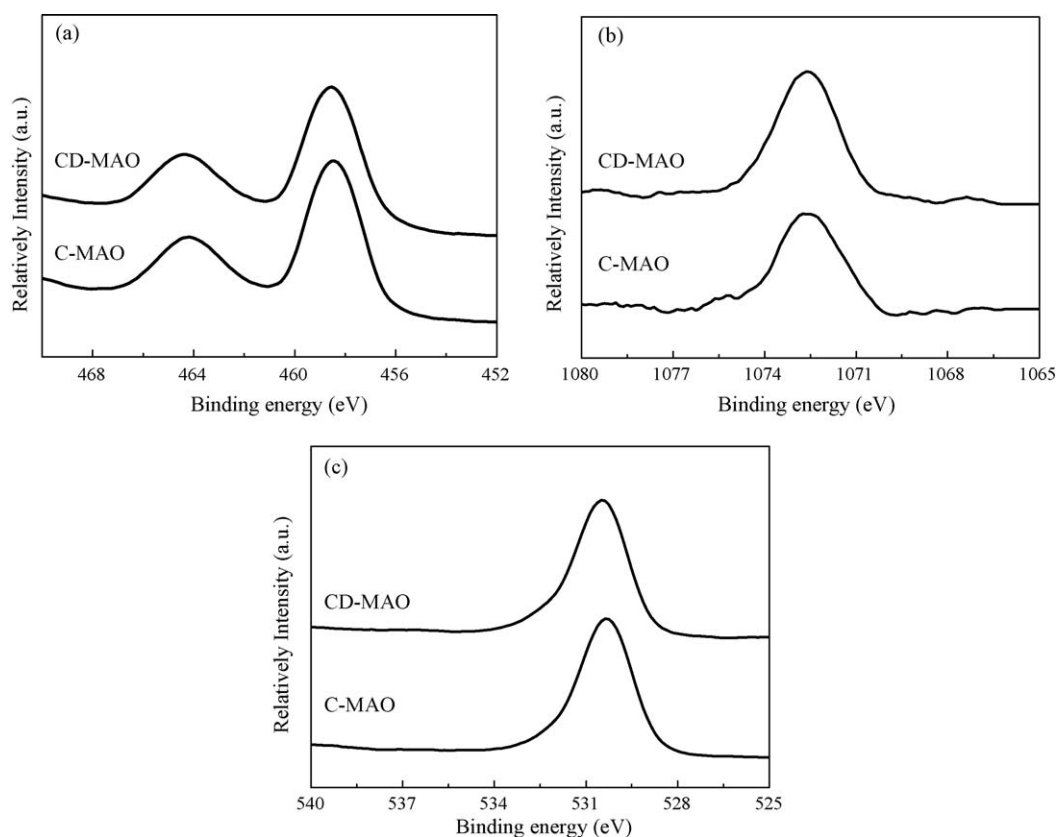 (a)
Relatively Intensity (a.u.)
CD-MAO
C-MAO
468 464 460 456 452
Binding energy (eV)
(b)
Relatively Intensity (a.u.)
CD-MAO
C-MAO
1080 1077 1074 1071 1068 1065
Binding energy (eV)
(c)
Relatively Intensity (a.u.)
CD-MAO
C-MAO
540 537 534 531 528 525
Binding energy (eV)